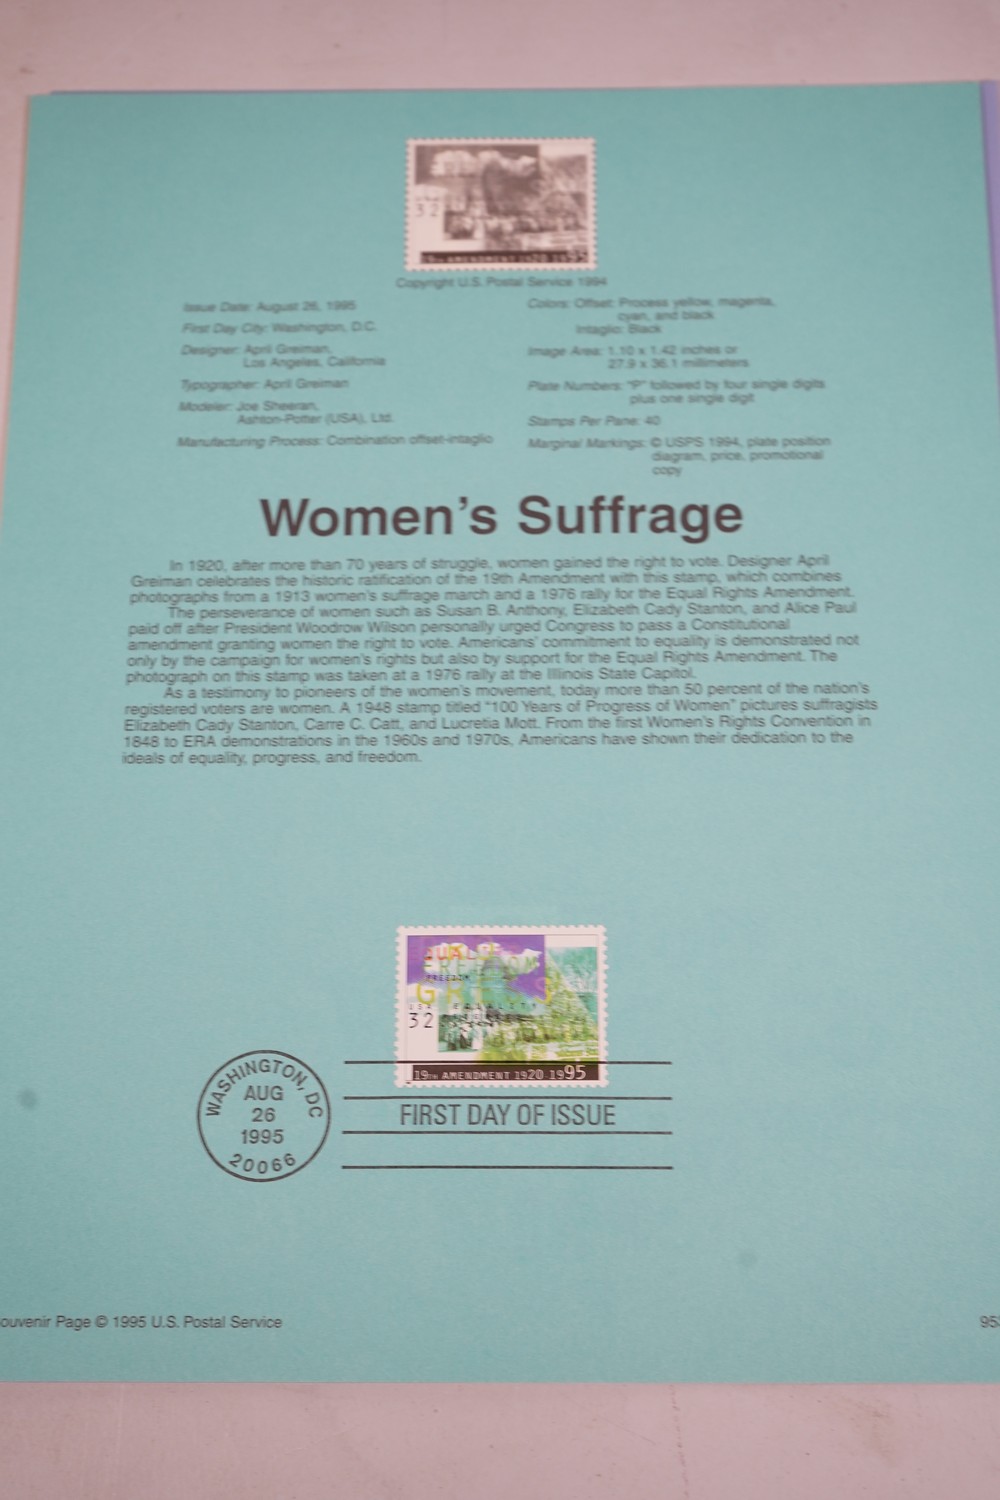 32
19TH AMENDMENT 1920-1995
Copyright U.S. Postal Service 1994
Issue Date: August 26, 1995
First Day City: Washington, D.C.
Designer: April Greiman,
Los Angeles, California
Typographer: April Greiman
Modeler: Joe Sheeran,
Ashton-Potter (USA), Ltd.
Manufacturing Process: Combination offset-intaglio
Colors: Offset: Process yellow, magenta,
cyan, and black
Intaglio: Black
Image Area: 1.10 x 1.42 inches or
27.9 x 36.1 millimeters
Plate Numbers: "P" followed by four single digits
plus one single digit
Stamps Per Pane: 40
Marginal Markings: © USPS 1994, plate position
diagram, price, promotional
copy
Women's Suffrage
In 1920, after more than 70 years of struggle, women gained the right to vote. Designer April
Greiman celebrates the historic ratification of the 19th Amendment with this stamp, which combines
photographs from a 1913 women's suffrage march and a 1976 rally for the Equal Rights Amendment.
The perseverance of women such as Susan B. Anthony, Elizabeth Cady Stanton, and Alice Paul
paid off after President Woodrow Wilson personally urged Congress to pass a Constitutional
amendment granting women the right to vote. Americans' commitment to equality is demonstrated not
only by the campaign for women's rights but also by support for the Equal Rights Amendment. The
photograph on this stamp was taken at a 1976 rally at the Illinois State Capitol.
As a testimony to pioneers of the women's movement, today more than 50 percent of the nation's
registered voters are women. A 1948 stamp titled "100 Years of Progress of Women" pictures suffragists
Elizabeth Cady Stanton, Carre C. Catt, and Lucretia Mott. From the first Women's Rights Convention in
1848 to ERA demonstrations in the 1960s and 1970s, Americans have shown their dedication to the
ideals of equality, progress, and freedom.
FREEDOM
FREEDOM
USA EQUALITY
32
19TH AMENDMENT 1920-1995
WASHINGTON, DC
AUG
26
1995
20066
FIRST DAY OF ISSUE
ouvenir Page © 1995 U.S. Postal Service
95